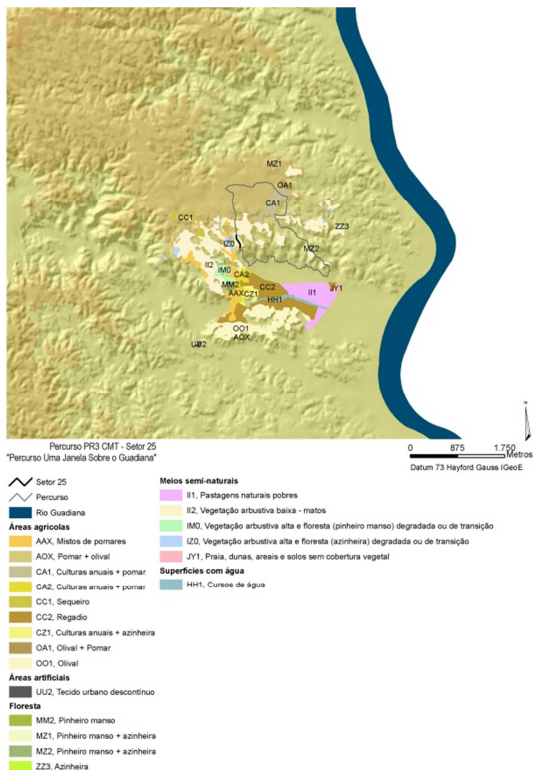 MZ1
OA1
CA1
CC1
ZZ3
IZ0
MZ2
II2
IM0
CA2
MM2
CC2
AAX
CZ1
II1
JY1
HH1
OO1
AOX
UU2
N
Percurso PR3 CMT - Setor 25
"Percurso Uma Janela Sobre o Guadiana"
0 875 1.750
Metros
Datum 73 Hayford Gauss IGeoE
Setor 25
Percurso
Rio Guadiana
Áreas agrícolas
AAX, Mistos de pomares
AOX, Pomar + olival
CA1, Culturas anuais + pomar
CA2, Culturas anuais + pomar
CC1, Sequeiro
CC2, Regadio
CZ1, Culturas anuais + azinheira
OA1, Olival + Pomar
OO1, Olival
Áreas artificiais
UU2, Tecido urbano descontínuo
Floresta
MM2, Pinheiro manso
MZ1, Pinheiro manso + azinheira
MZ2, Pinheiro manso + azinheira
ZZ3, Azinheira
Meios semi-naturais
II1, Pastagens naturais pobres
II2, Vegetação arbustiva baixa - matos
IM0, Vegetação arbustiva alta e floresta (pinheiro manso) degradada ou de transição
IZ0, Vegetação arbustiva alta e floresta (azinheira) degradada ou de transição
JY1, Praia, dunas, areais e solos sem cobertura vegetal
Superfícies com água
HH1, Cursos de água